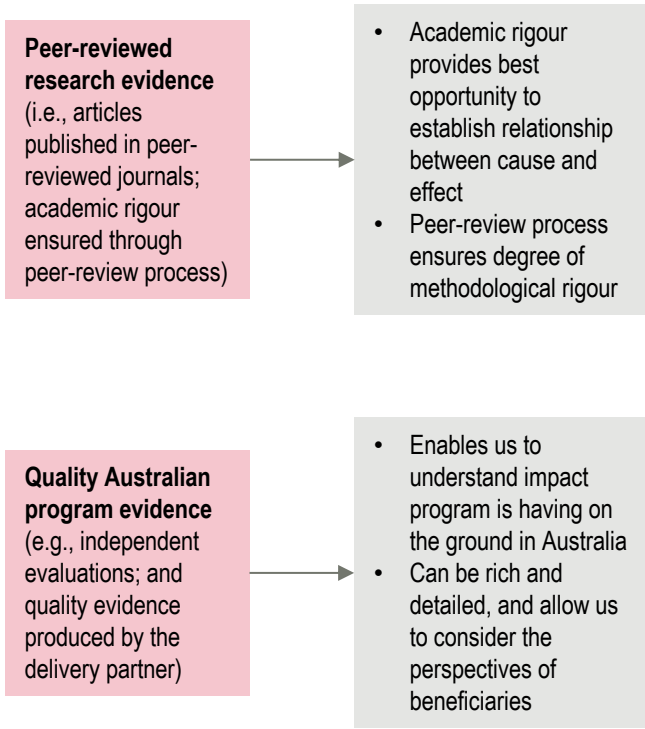 Peer-reviewed
research evidence
(i.e., articles
published in peer-
reviewed journals;
academic rigour
ensured through
peer-review process)
• Academic rigour
provides best
opportunity to
establish relationship
between cause and
effect
• Peer-review process
ensures degree of
methodological rigour
Quality Australian
program evidence
(e.g., independent
evaluations; and
quality evidence
produced by the
delivery partner)
• Enables us to
understand impact
program is having on
the ground in Australia
• Can be rich and
detailed, and allow us
to consider the
perspectives of
beneficiaries